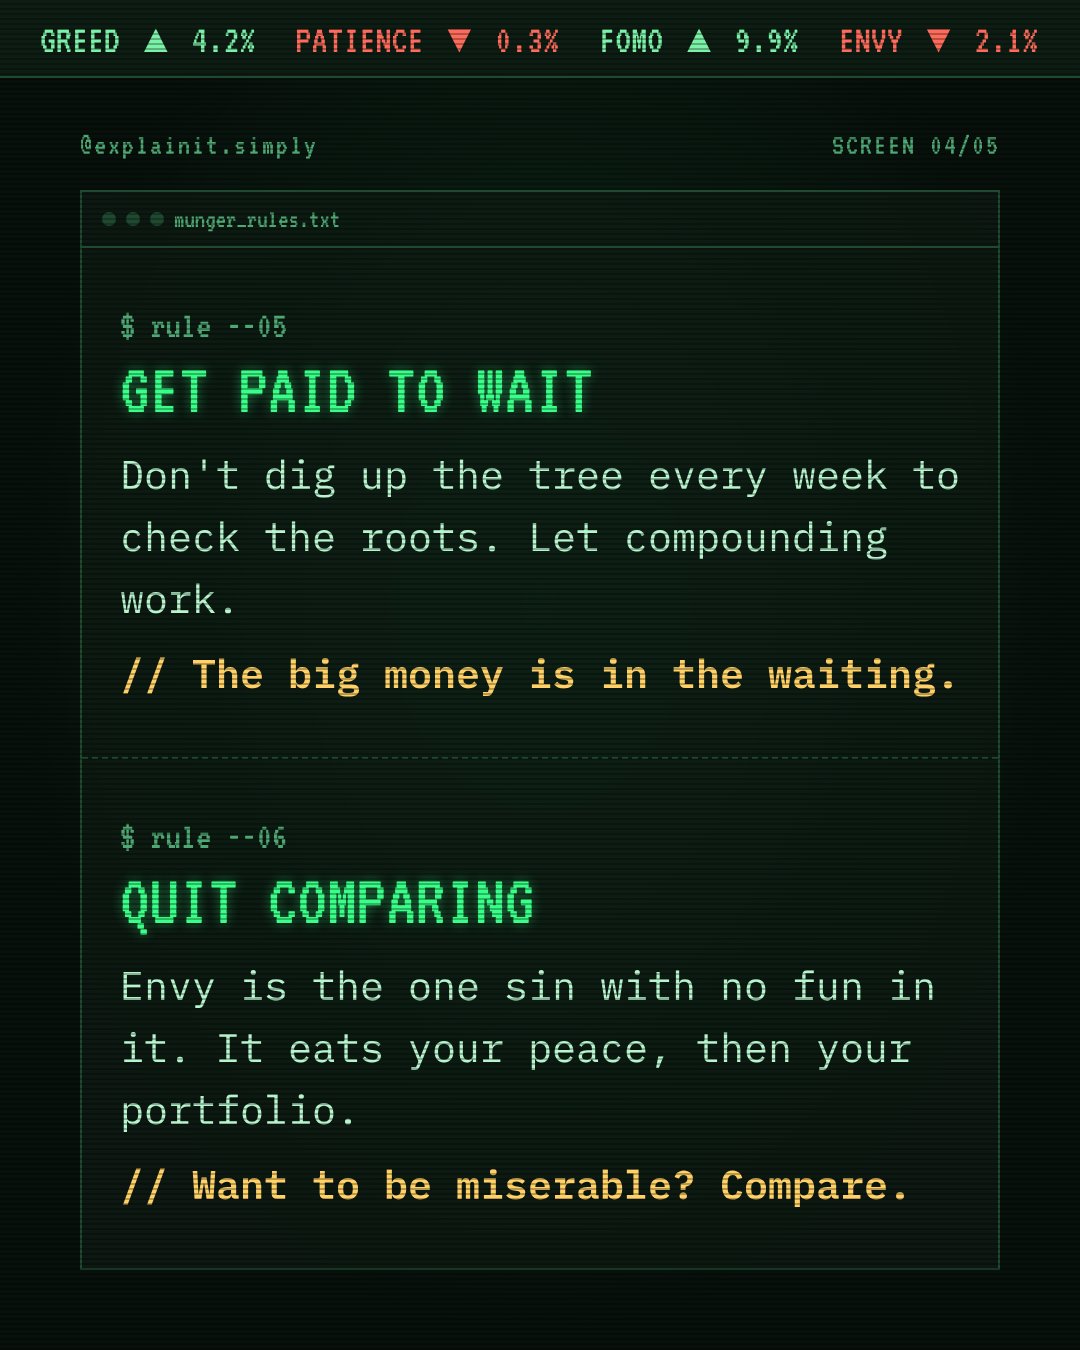 GREED ▲ 4.2% PATIENCE ▼ 0.3% FOMO ▲ 9.9% ENVY ▼ 2.1%
@explainit.simply SCREEN 04/05
munger_rules.txt
$ rule --05
GET PAID TO WAIT
Don't dig up the tree every week to
check the roots. Let compounding
work.
// The big money is in the waiting.
$ rule --06
QUIT COMPARING
Envy is the one sin with no fun in
it. It eats your peace, then your
portfolio.
// Want to be miserable? Compare.